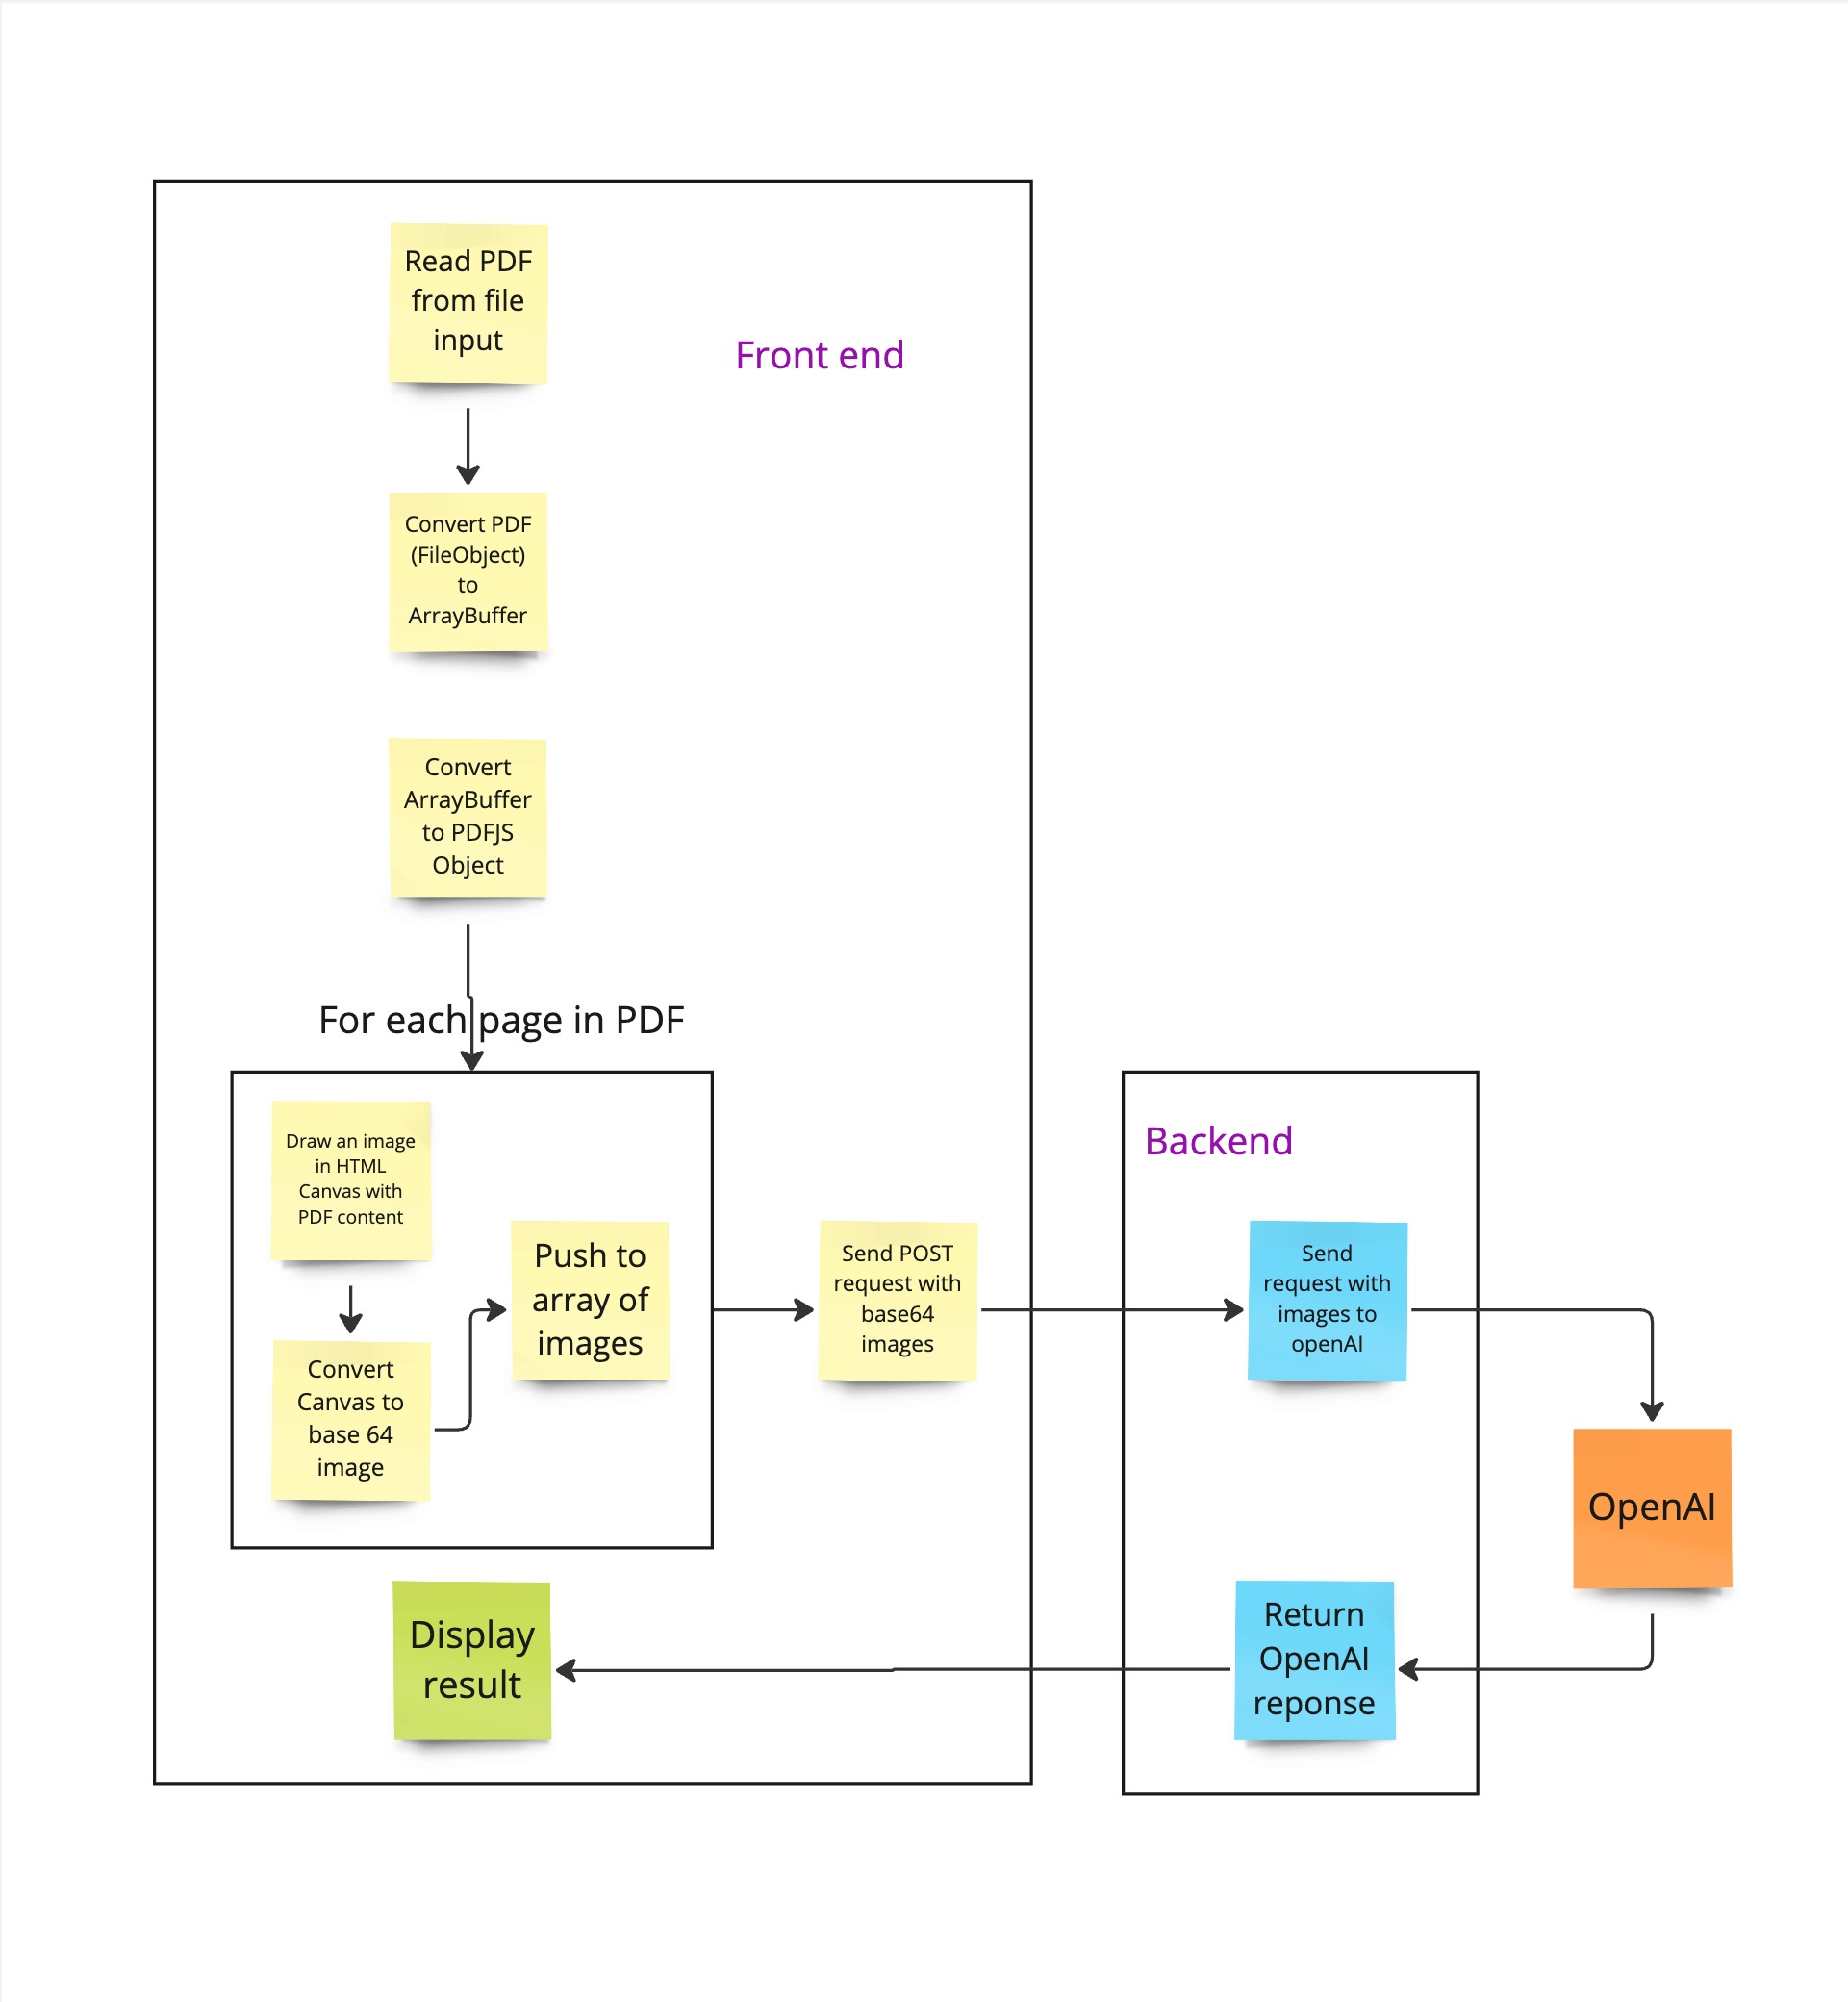 Read PDF
from file
input
Front end
Convert PDF
(FileObject)
to
ArrayBuffer
Convert
ArrayBuffer
to PDFJS
Object
For each page in PDF
Draw an image
in HTML
Canvas with
PDF content
Convert
Canvas to
base 64
image
Push to
array of
images
Send POST
request with
base64
images
Backend
Send
request with
images to
openAI
OpenAI
Return
OpenAI
reponse
Display
result